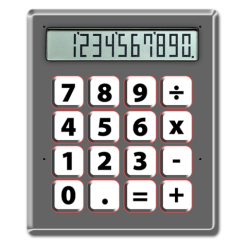 1234567890.
7 8 9 ÷
4 5 6 x
1 2 3 -
0 . = +